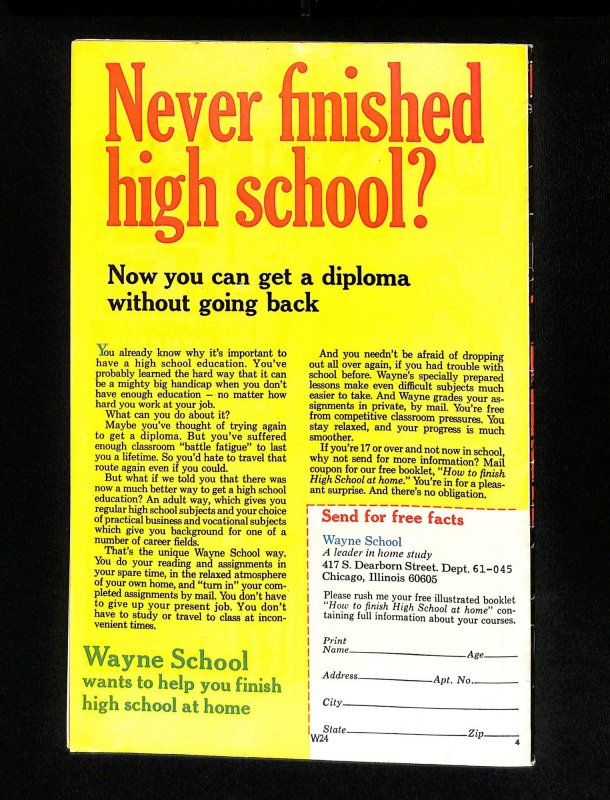 Never finished
high school?
Now you can get a diploma
without going back
You already know why it's important to
have a high school education. You've
probably learned the hard way that it can
be a mighty big handicap when you don't
have enough education — no matter how
hard you work at your job.
What can you do about it?
Maybe you've thought of trying again
to get a diploma. But you've suffered
enough classroom "battle fatigue" to last
you a lifetime. So you'd hate to travel that
route again even if you could.
But what if we told you that there was
now a much better way to get a high school
education? An adult way, which gives you
regular high school subjects and your choice
of practical business and vocational subjects
which give you background for one of a
number of career fields.
That's the unique Wayne School way.
You do your reading and assignments in
your spare time, in the relaxed atmosphere
of your own home, and "turn in" your com-
pleted assignments by mail. You don't have
to give up your present job. You don't
have to study or travel to class at incon-
venient times.
Wayne School
wants to help you finish
high school at home
And you needn't be afraid of dropping
out all over again, if you had trouble with
school before. Wayne's specially prepared
lessons make even difficult subjects much
easier to take. And Wayne grades your as-
signments in private, by mail. You're free
from competitive classroom pressures. You
stay relaxed, and your progress is much
smoother.
If you're 17 or over and not now in school,
why not send for more information? Mail
coupon for our free booklet, "How to finish
High School at home." You're in for a pleas-
ant surprise. And there's no obligation.
Send for free facts
Wayne School
A leader in home study
417 S. Dearborn Street. Dept. 61-045
Chicago, Illinois 60605
Please rush me your free illustrated booklet
"How to finish High School at home" con-
taining full information about your courses.
Print
Name Age
Address Apt. No.
City
State Zip
W24 4